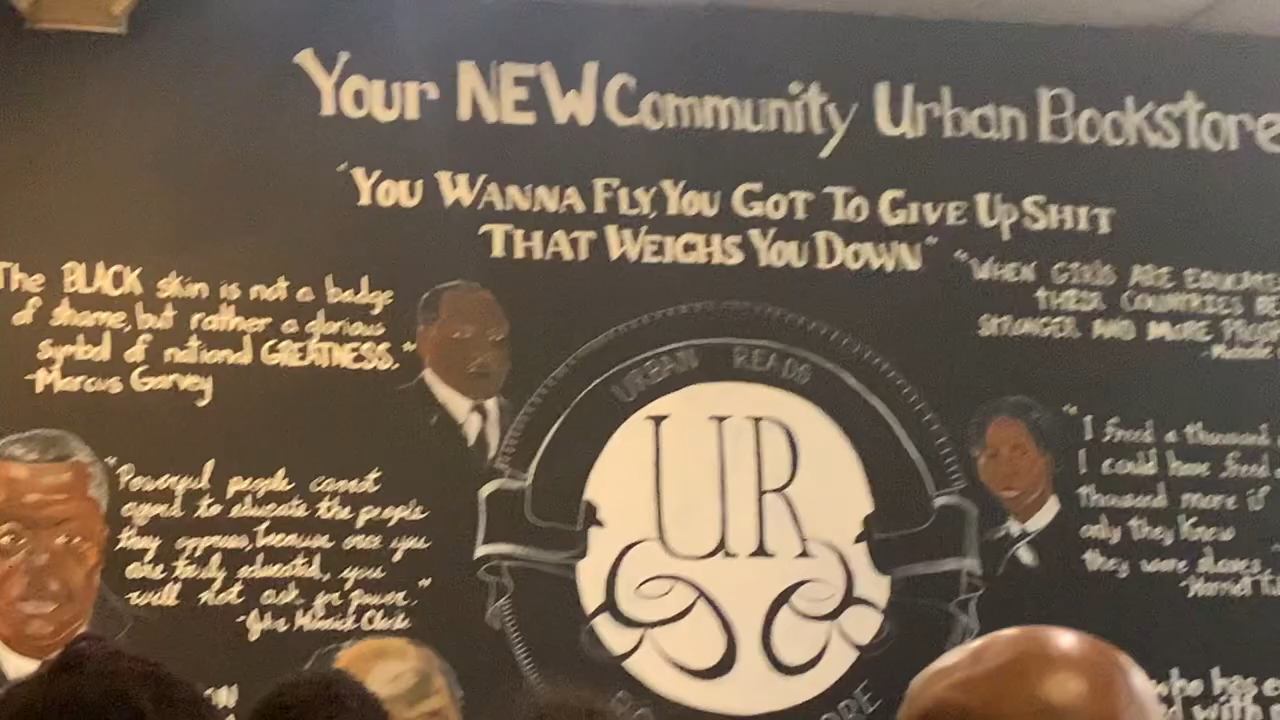 Your NEW Community Urban Bookstore
"You Wanna Fly, You Got To Give Up Shit
That Weighs You Down"
The BLACK skin is not a badge
of shame, but rather a glorious
symbol of national GREATNESS."
-Marcus Garvey
"WHEN GIRLS ARE
THEIR COUNTRIES
STRONGER AND MORE
"Powerful people cannot
afford to educate the people
they oppress, because once you
are truly educated, you
will not ask for power."
-John Henrik Clarke
URBAN READS
UR
"I freed a thousand
I could have freed
thousand more if
only they knew
they were slaves."
-Harriet
who has